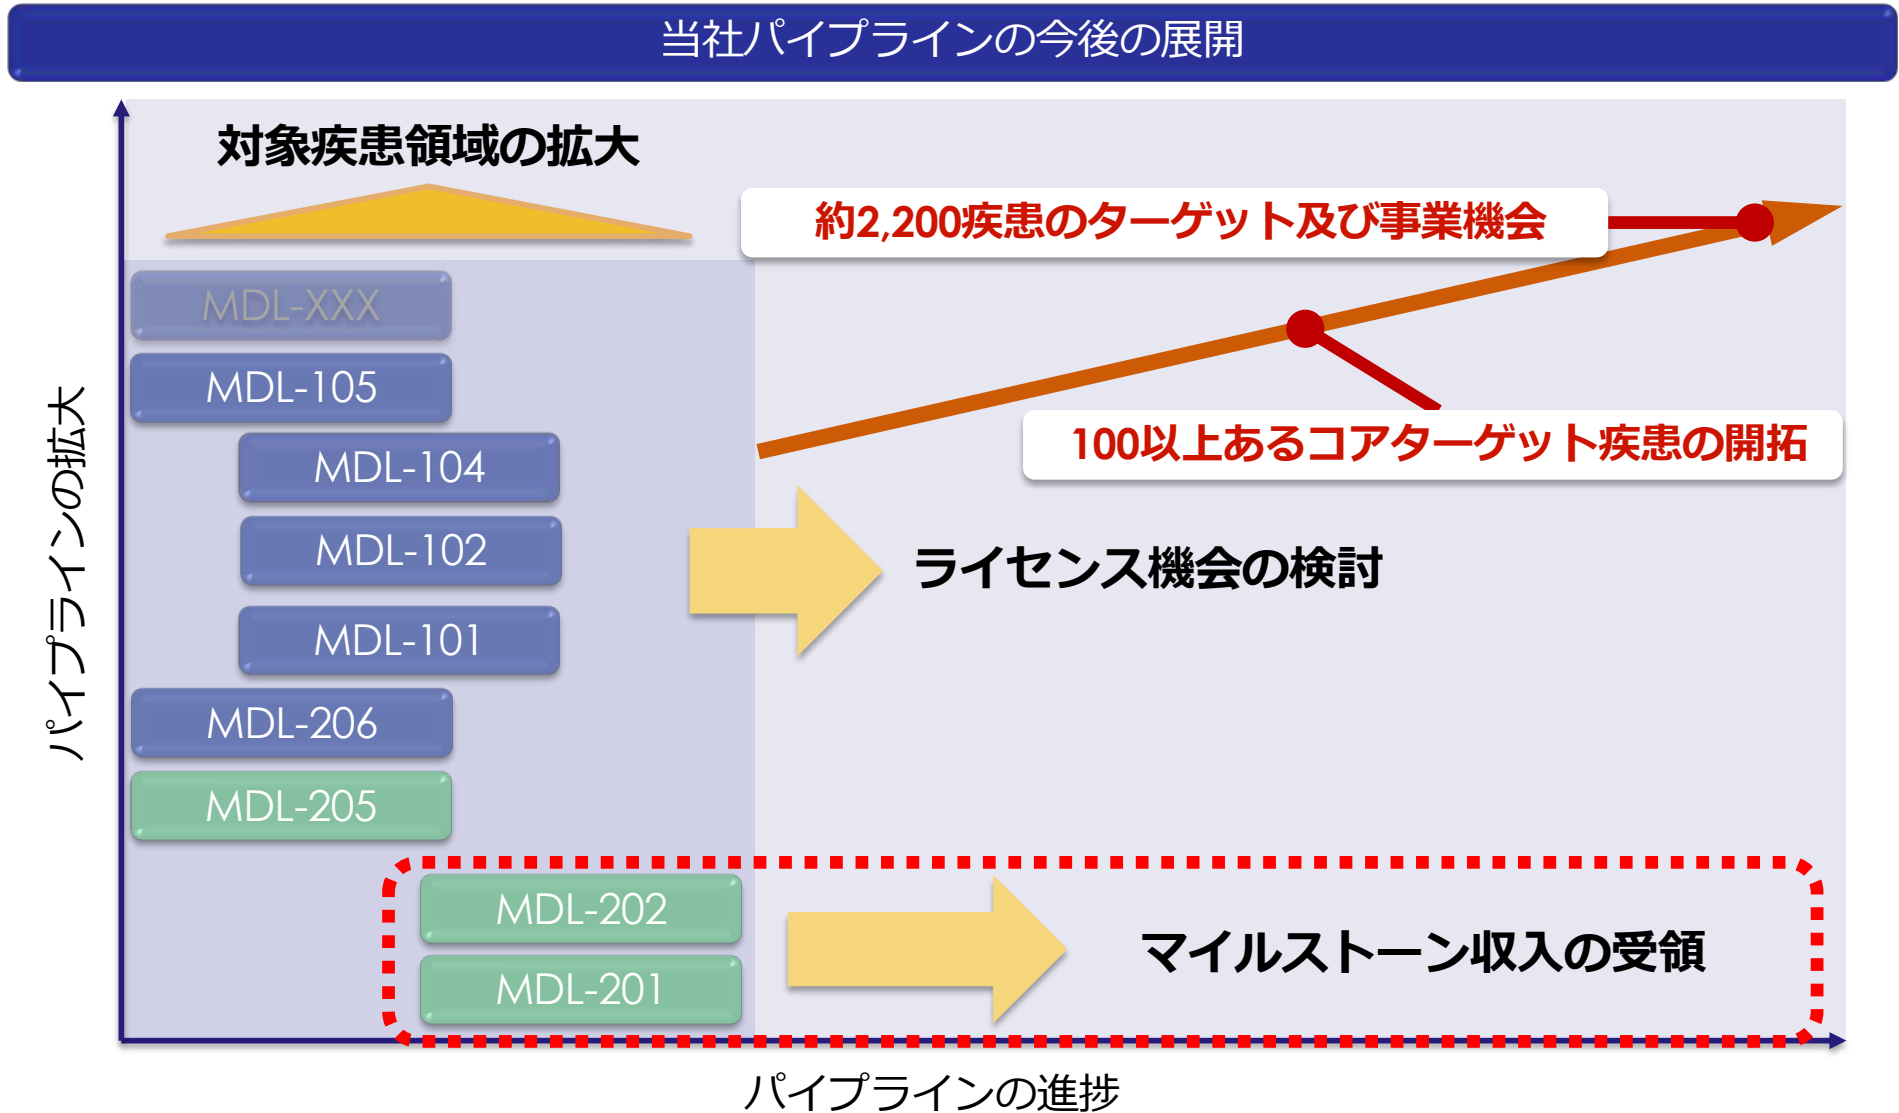 当社パイプラインの今後の展開
対象疾患領域の拡大
約2,200疾患のターゲット及び事業機会
MDL-XXX
MDL-105
100以上あるコアターゲット疾患の開拓
MDL-104
MDL-102
ライセンス機会の検討
MDL-101
MDL-206
MDL-205
MDL-202
マイルストーン収入の受領
MDL-201
パイプラインの拡大
パイプラインの進捗